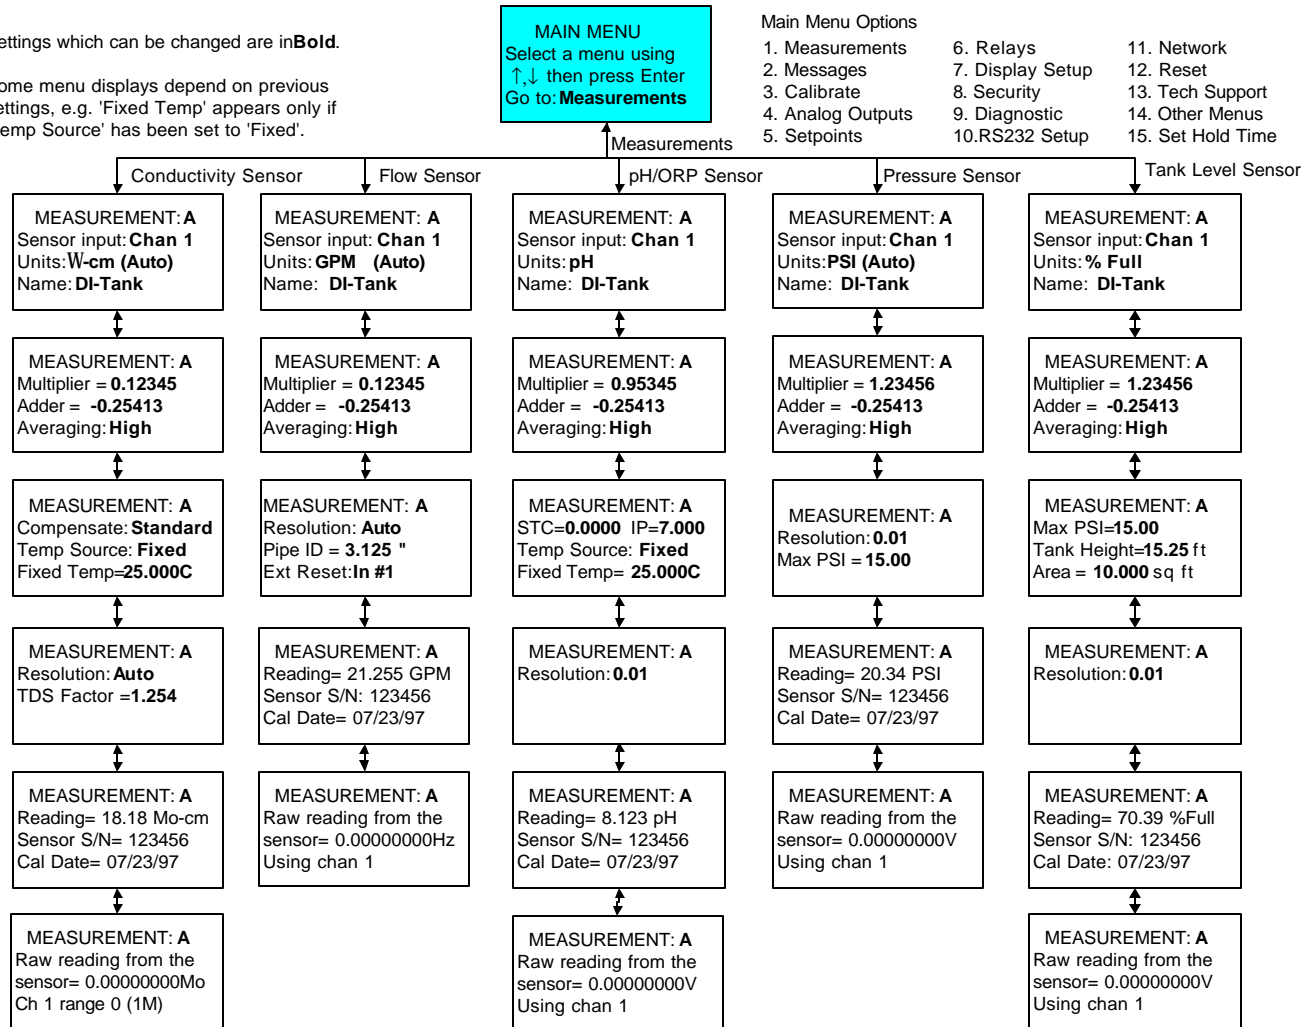 ettings which can be changed are in Bold.
ome menu displays depend on previous
ettings, e.g. 'Fixed Temp' appears only if
emp Source' has been set to 'Fixed'.
MAIN MENU
Select a menu using
↑,↓ then press Enter
Go to: Measurements
Main Menu Options
1. Measurements
2. Messages
3. Calibrate
4. Analog Outputs
5. Setpoints
6. Relays
7. Display Setup
8. Security
9. Diagnostic
10.RS232 Setup
11. Network
12. Reset
13. Tech Support
14. Other Menus
15. Set Hold Time
Measurements
Conductivity Sensor
MEASUREMENT: A
Sensor input: Chan 1
Units: W-cm (Auto)
Name: DI-Tank
MEASUREMENT: A
Multiplier = 0.12345
Adder = -0.25413
Averaging: High
MEASUREMENT: A
Compensate: Standard
Temp Source: Fixed
Fixed Temp=25.000C
MEASUREMENT: A
Resolution: Auto
TDS Factor =1.254
MEASUREMENT: A
Reading= 18.18 Mo-cm
Sensor S/N= 123456
Cal Date= 07/23/97
MEASUREMENT: A
Raw reading from the
sensor= 0.00000000Mo
Ch 1 range 0 (1M)
Flow Sensor
MEASUREMENT: A
Sensor input: Chan 1
Units: GPM (Auto)
Name: DI-Tank
MEASUREMENT: A
Multiplier = 0.12345
Adder = -0.25413
Averaging: High
MEASUREMENT: A
Resolution: Auto
Pipe ID = 3.125 "
Ext Reset: In #1
MEASUREMENT: A
Reading= 21.255 GPM
Sensor S/N: 123456
Cal Date= 07/23/97
MEASUREMENT: A
Raw reading from the
sensor= 0.00000000Hz
Using chan 1
pH/ORP Sensor
MEASUREMENT: A
Sensor input: Chan 1
Units: pH
Name: DI-Tank
MEASUREMENT: A
Multiplier = 0.95345
Adder = -0.25413
Averaging: High
MEASUREMENT: A
STC=0.0000 IP=7.000
Temp Source: Fixed
Fixed Temp= 25.000C
MEASUREMENT: A
Resolution: 0.01
MEASUREMENT: A
Reading= 8.123 pH
Sensor S/N= 123456
Cal Date= 07/23/97
MEASUREMENT: A
Raw reading from the
sensor= 0.00000000V
Using chan 1
Pressure Sensor
MEASUREMENT: A
Sensor input: Chan 1
Units: PSI (Auto)
Name: DI-Tank
MEASUREMENT: A
Multiplier = 1.23456
Adder = -0.25413
Averaging: High
MEASUREMENT: A
Resolution: 0.01
Max PSI = 15.00
MEASUREMENT: A
Reading= 20.34 PSI
Sensor S/N= 123456
Cal Date= 07/23/97
MEASUREMENT: A
Raw reading from the
sensor= 0.00000000V
Using chan 1
Tank Level Sensor
MEASUREMENT: A
Sensor input: Chan 1
Units: % Full
Name: DI-Tank
MEASUREMENT: A
Multiplier = 1.23456
Adder = -0.25413
Averaging: High
MEASUREMENT: A
Max PSI=15.00
Tank Height=15.25 ft
Area = 10.000 sq ft
MEASUREMENT: A
Resolution: 0.01
MEASUREMENT: A
Reading= 70.39 %Full
Sensor S/N: 123456
Cal Date: 07/23/97
MEASUREMENT: A
Raw reading from the
sensor= 0.00000000V
Using chan 1